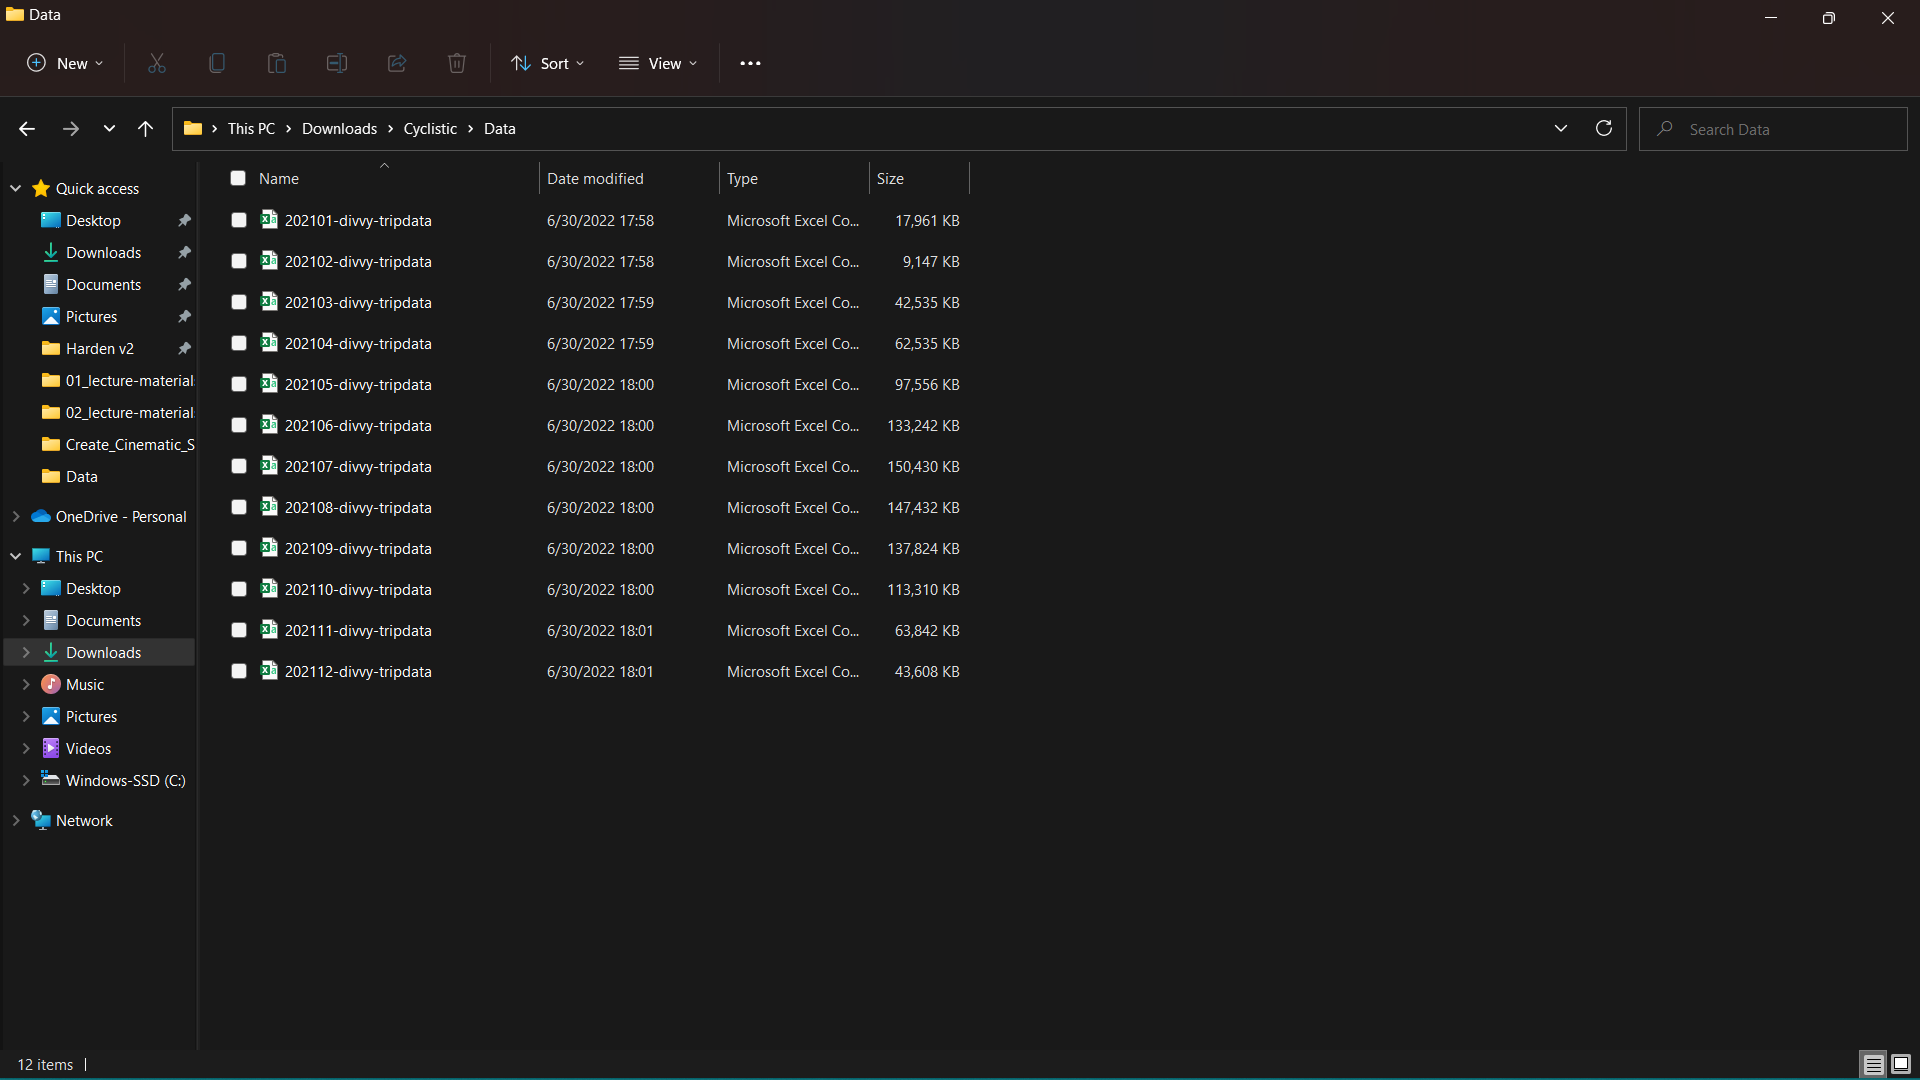 Data
New
Sort
View
This PC > Downloads > Cyclistic > Data
Search Data
Name Date modified Type Size
202101-divvy-tripdata 6/30/2022 17:58 Microsoft Excel Co... 17,961 KB
202102-divvy-tripdata 6/30/2022 17:58 Microsoft Excel Co... 9,147 KB
202103-divvy-tripdata 6/30/2022 17:59 Microsoft Excel Co... 42,535 KB
202104-divvy-tripdata 6/30/2022 17:59 Microsoft Excel Co... 62,535 KB
202105-divvy-tripdata 6/30/2022 18:00 Microsoft Excel Co... 97,556 KB
202106-divvy-tripdata 6/30/2022 18:00 Microsoft Excel Co... 133,242 KB
202107-divvy-tripdata 6/30/2022 18:00 Microsoft Excel Co... 150,430 KB
202108-divvy-tripdata 6/30/2022 18:00 Microsoft Excel Co... 147,432 KB
202109-divvy-tripdata 6/30/2022 18:00 Microsoft Excel Co... 137,824 KB
202110-divvy-tripdata 6/30/2022 18:00 Microsoft Excel Co... 113,310 KB
202111-divvy-tripdata 6/30/2022 18:01 Microsoft Excel Co... 63,842 KB
202112-divvy-tripdata 6/30/2022 18:01 Microsoft Excel Co... 43,608 KB
Quick access
Desktop
Downloads
Documents
Pictures
Harden v2
01_lecture-material
02_lecture-material
Create_Cinematic_S
Data
OneDrive - Personal
This PC
Desktop
Documents
Downloads
Music
Pictures
Videos
Windows-SSD (C:)
Network
12 items